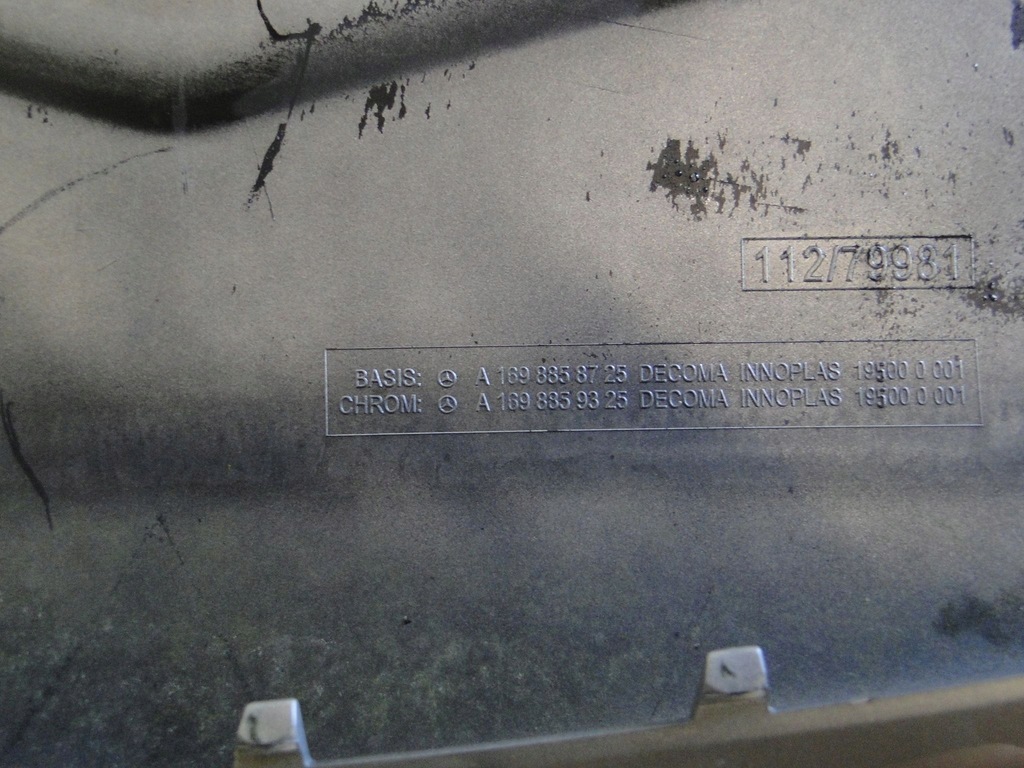 112/79981
BASIS: A 169 885 87 25 DECOMA INNOPLAS 19500 0 001
CHROM: A 169 885 93 25 DECOMA INNOPLAS 19500 0 001